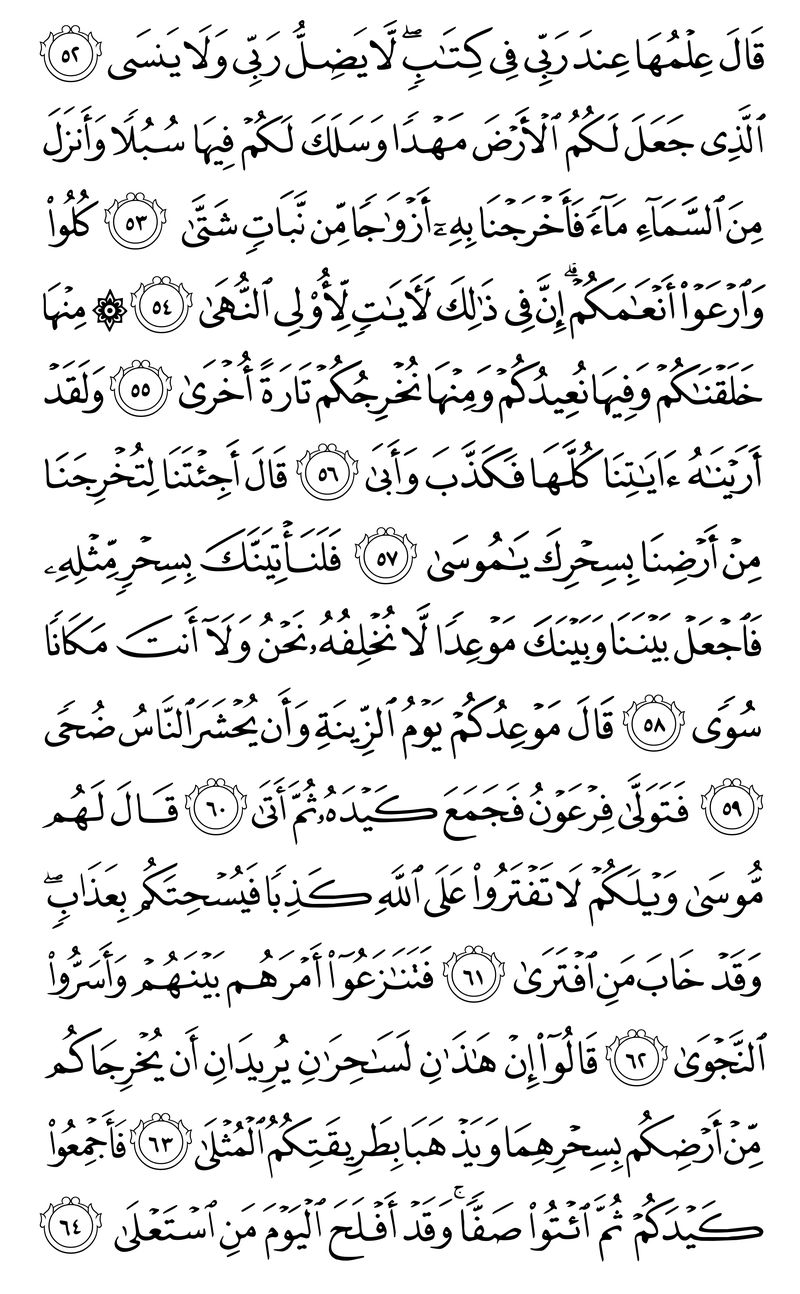 قَالَ عِلۡمُهَا عِندَ رَبِّي فِي كِتَٰبٖۖ لَّا يَضِلُّ رَبِّي وَلَا يَنسَى ٥٢
ٱلَّذِي جَعَلَ لَكُمُ ٱلۡأَرۡضَ مَهۡدٗا وَسَلَكَ لَكُمۡ فِيهَا سُبُلٗا وَأَنزَلَ
مِنَ ٱلسَّمَآءِ مَآءٗ فَأَخۡرَجۡنَا بِهِۦٓ أَزۡوَٰجٗا مِّن نَّبَاتٖ شَتَّىٰ ٥٣ كُلُواْ
وَٱرۡعَوۡاْ أَنۡعَٰمَكُمۡۚ إِنَّ فِي ذَٰلِكَ لَأٓيَٰتٖ لِّأُوْلِي ٱلنُّهَىٰ ٥٤ ۞ مِنۡهَا
خَلَقۡنَٰكُمۡ وَفِيهَا نُعِيدُكُمۡ وَمِنۡهَا نُخۡرِجُكُمۡ تَارَةً أُخۡرَىٰ ٥٥ وَلَقَدۡ
أَرَيۡنَٰهُ ءَايَٰتِنَا كُلَّهَا فَكَذَّبَ وَأَبَىٰ ٥٦ قَالَ أَجِئۡتَنَا لِتُخۡرِجَنَا
مِنۡ أَرۡضِنَا بِسِحۡرِكَ يَٰمُوسَىٰ ٥٧ فَلَنَأۡتِيَنَّكَ بِسِحۡرٖ مِّثۡلِهِۦ
فَٱجۡعَلۡ بَيۡنَنَا وَبَيۡنَكَ مَوۡعِدٗا لَّا نُخۡلِفُهُۥ نَحۡنُ وَلَآ أَنتَ مَكَانٗا
سُوٗى ٥٨ قَالَ مَوۡعِدُكُمۡ يَوۡمُ ٱلزِّينَةِ وَأَن يُحۡشَرَ ٱلنَّاسُ ضُحٗى
٥٩ فَتَوَلَّىٰ فِرۡعَوۡنُ فَجَمَعَ كَيۡدَهُۥ ثُمَّ أَتَىٰ ٦٠ قَالَ لَهُم
مُّوسَىٰ وَيۡلَكُمۡ لَا تَفۡتَرُواْ عَلَى ٱللَّهِ كَذِبٗا فَيُسۡحِتَكُم بِعَذَابٖۖ
وَقَدۡ خَابَ مَنِ ٱفۡتَرَىٰ ٦١ فَتَنَٰزَعُوٓاْ أَمۡرَهُم بَيۡنَهُمۡ وَأَسَرُّواْ
ٱلنَّجۡوَىٰ ٦٢ قَالُوٓاْ إِنۡ هَٰذَٰنِ لَسَٰحِرَٰنِ يُرِيدَانِ أَن يُخۡرِجَاكُم
مِّنۡ أَرۡضِكُم بِسِحۡرِهِمَا وَيَذۡهَبَا بِطَرِيقَتِكُمُ ٱلۡمُثۡلَىٰ ٦٣ فَأَجۡمِعُواْ
كَيۡدَكُمۡ ثُمَّ ٱئۡتُواْ صَفّٗاۚ وَقَدۡ أَفۡلَحَ ٱلۡيَوۡمَ مَنِ ٱسۡتَعۡلَىٰ ٦٤